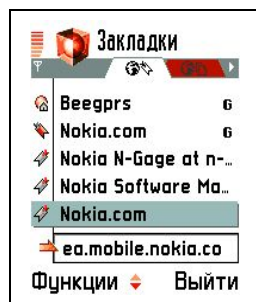 Закладки
Beegprs G
Nokia.com G
Nokia N-Gage at n-…
Nokia Software Ma…
Nokia.com
ea.mobile.nokia.co
Функции Выйти